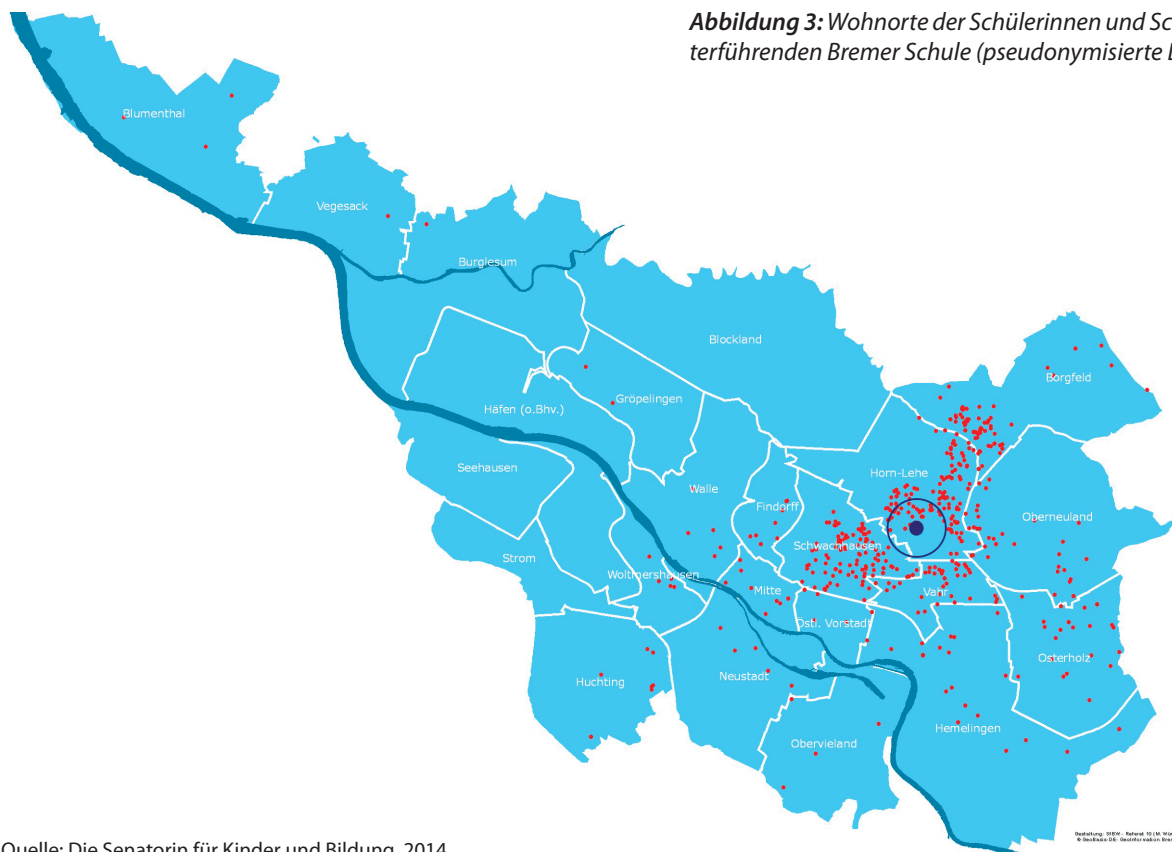 Abbildung 3: Wohnorte der Schülerinnen und Sc
terführenden Bremer Schule (pseudonymisierte
Blumenthal
Vegesack
Burglesum
Blockland
Borgfeld
Gröpelingen
Häfen (o.Bhv.)
Seehausen
Horn-Lehe
Walle
Findorff
Oberneuland
Schwachhausen
Strom
Woltmershausen
Mitte
Vahr
Östl. Vorstadt
Osterholz
Huchting
Neustadt
Hemelingen
Obervieland
Quelle: Die Senatorin für Kinder und Bildung, 2014